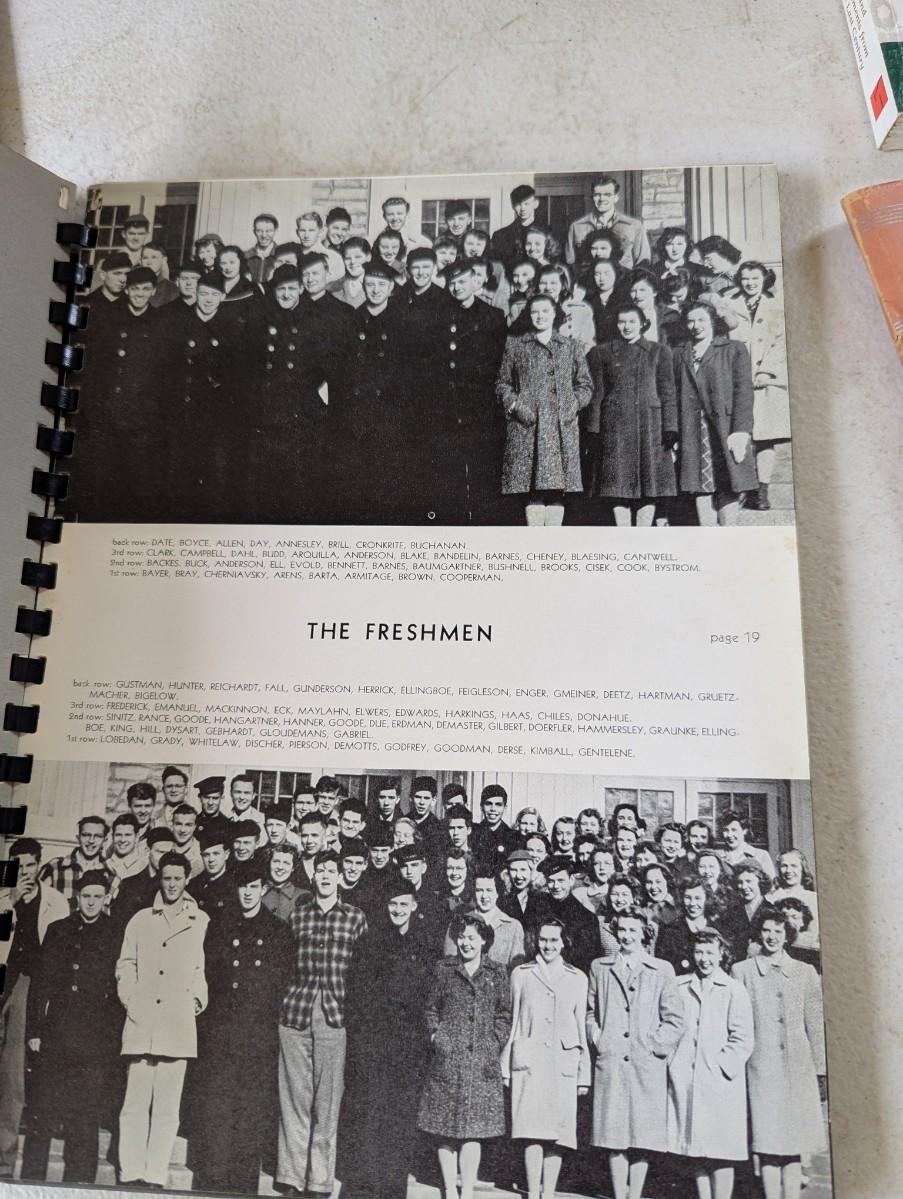 and
ments from
Last Century
back row: DATE, BOYCE, ALLEN, DAY, ANNESLEY, BRILL, CRONKRITE, BUCHANAN.
3rd row: CLARK, CAMPBELL, DAHL, BUDD, ARQUILLA, ANDERSON, BLAKE, BANDELIN, BARNES, CHENEY, BLAESING, CANTWELL.
2nd row: BACKES, BUCK, ANDERSON, ELL, EVOLD, BENNETT, BARNES, BAUMGARTNER, BUSHNELL, BROOKS, CISEK, COOK, BYSTROM.
1st row: BAYER, BRAY, CHERNIAVSKY, ARENS, BARTA, ARMITAGE, BROWN, COOPERMAN.
THE FRESHMEN
page 19
back row: GUSTMAN, HUNTER, REICHARDT, FALL, GUNDERSON, HERRICK, ELLINGBOE, FEIGLESON, ENGER, GMEINER, DEETZ, HARTMAN, GRUETZ-
MACHER, BIGELOW.
3rd row: FREDERICK, EMANUEL, MACKINNON, ECK, MAYLAHN, ELWERS, EDWARDS, HARKINGS, HAAS, CHILES, DONAHUE.
2nd row: SINITZ, RANCE, GOODE, HANGARTNER, HANNER, GOODE, DUE, ERDMAN, DEMASTER, GILBERT, DOERFLER, HAMMERSLEY, GRAUNKE, ELLING-
BOE, KING, HILL, DYSART, GEBHARDT, GLOUDEMANS, GABRIEL.
1st row: LOBEDAN, GRADY, WHITELAW, DISCHER, PIERSON, DEMOTTS, GODFREY, GOODMAN, DERSE, KIMBALL, GENTELENE.